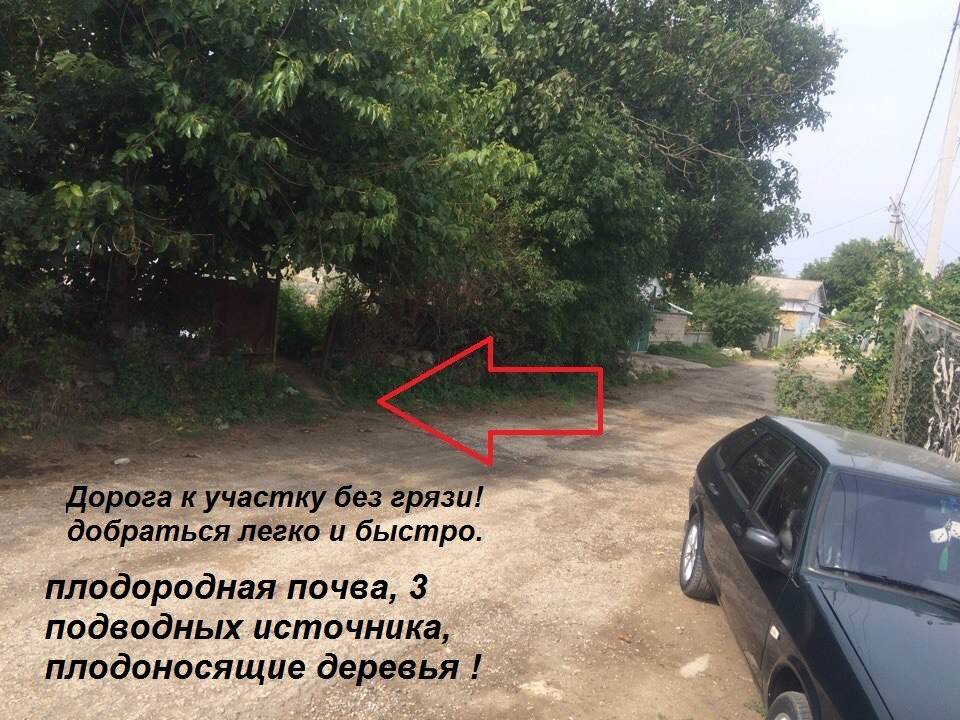 Дорога к участку без грязи!
добраться легко и быстро.
плодородная почва, 3
подводных источника,
плодоносящие деревья !